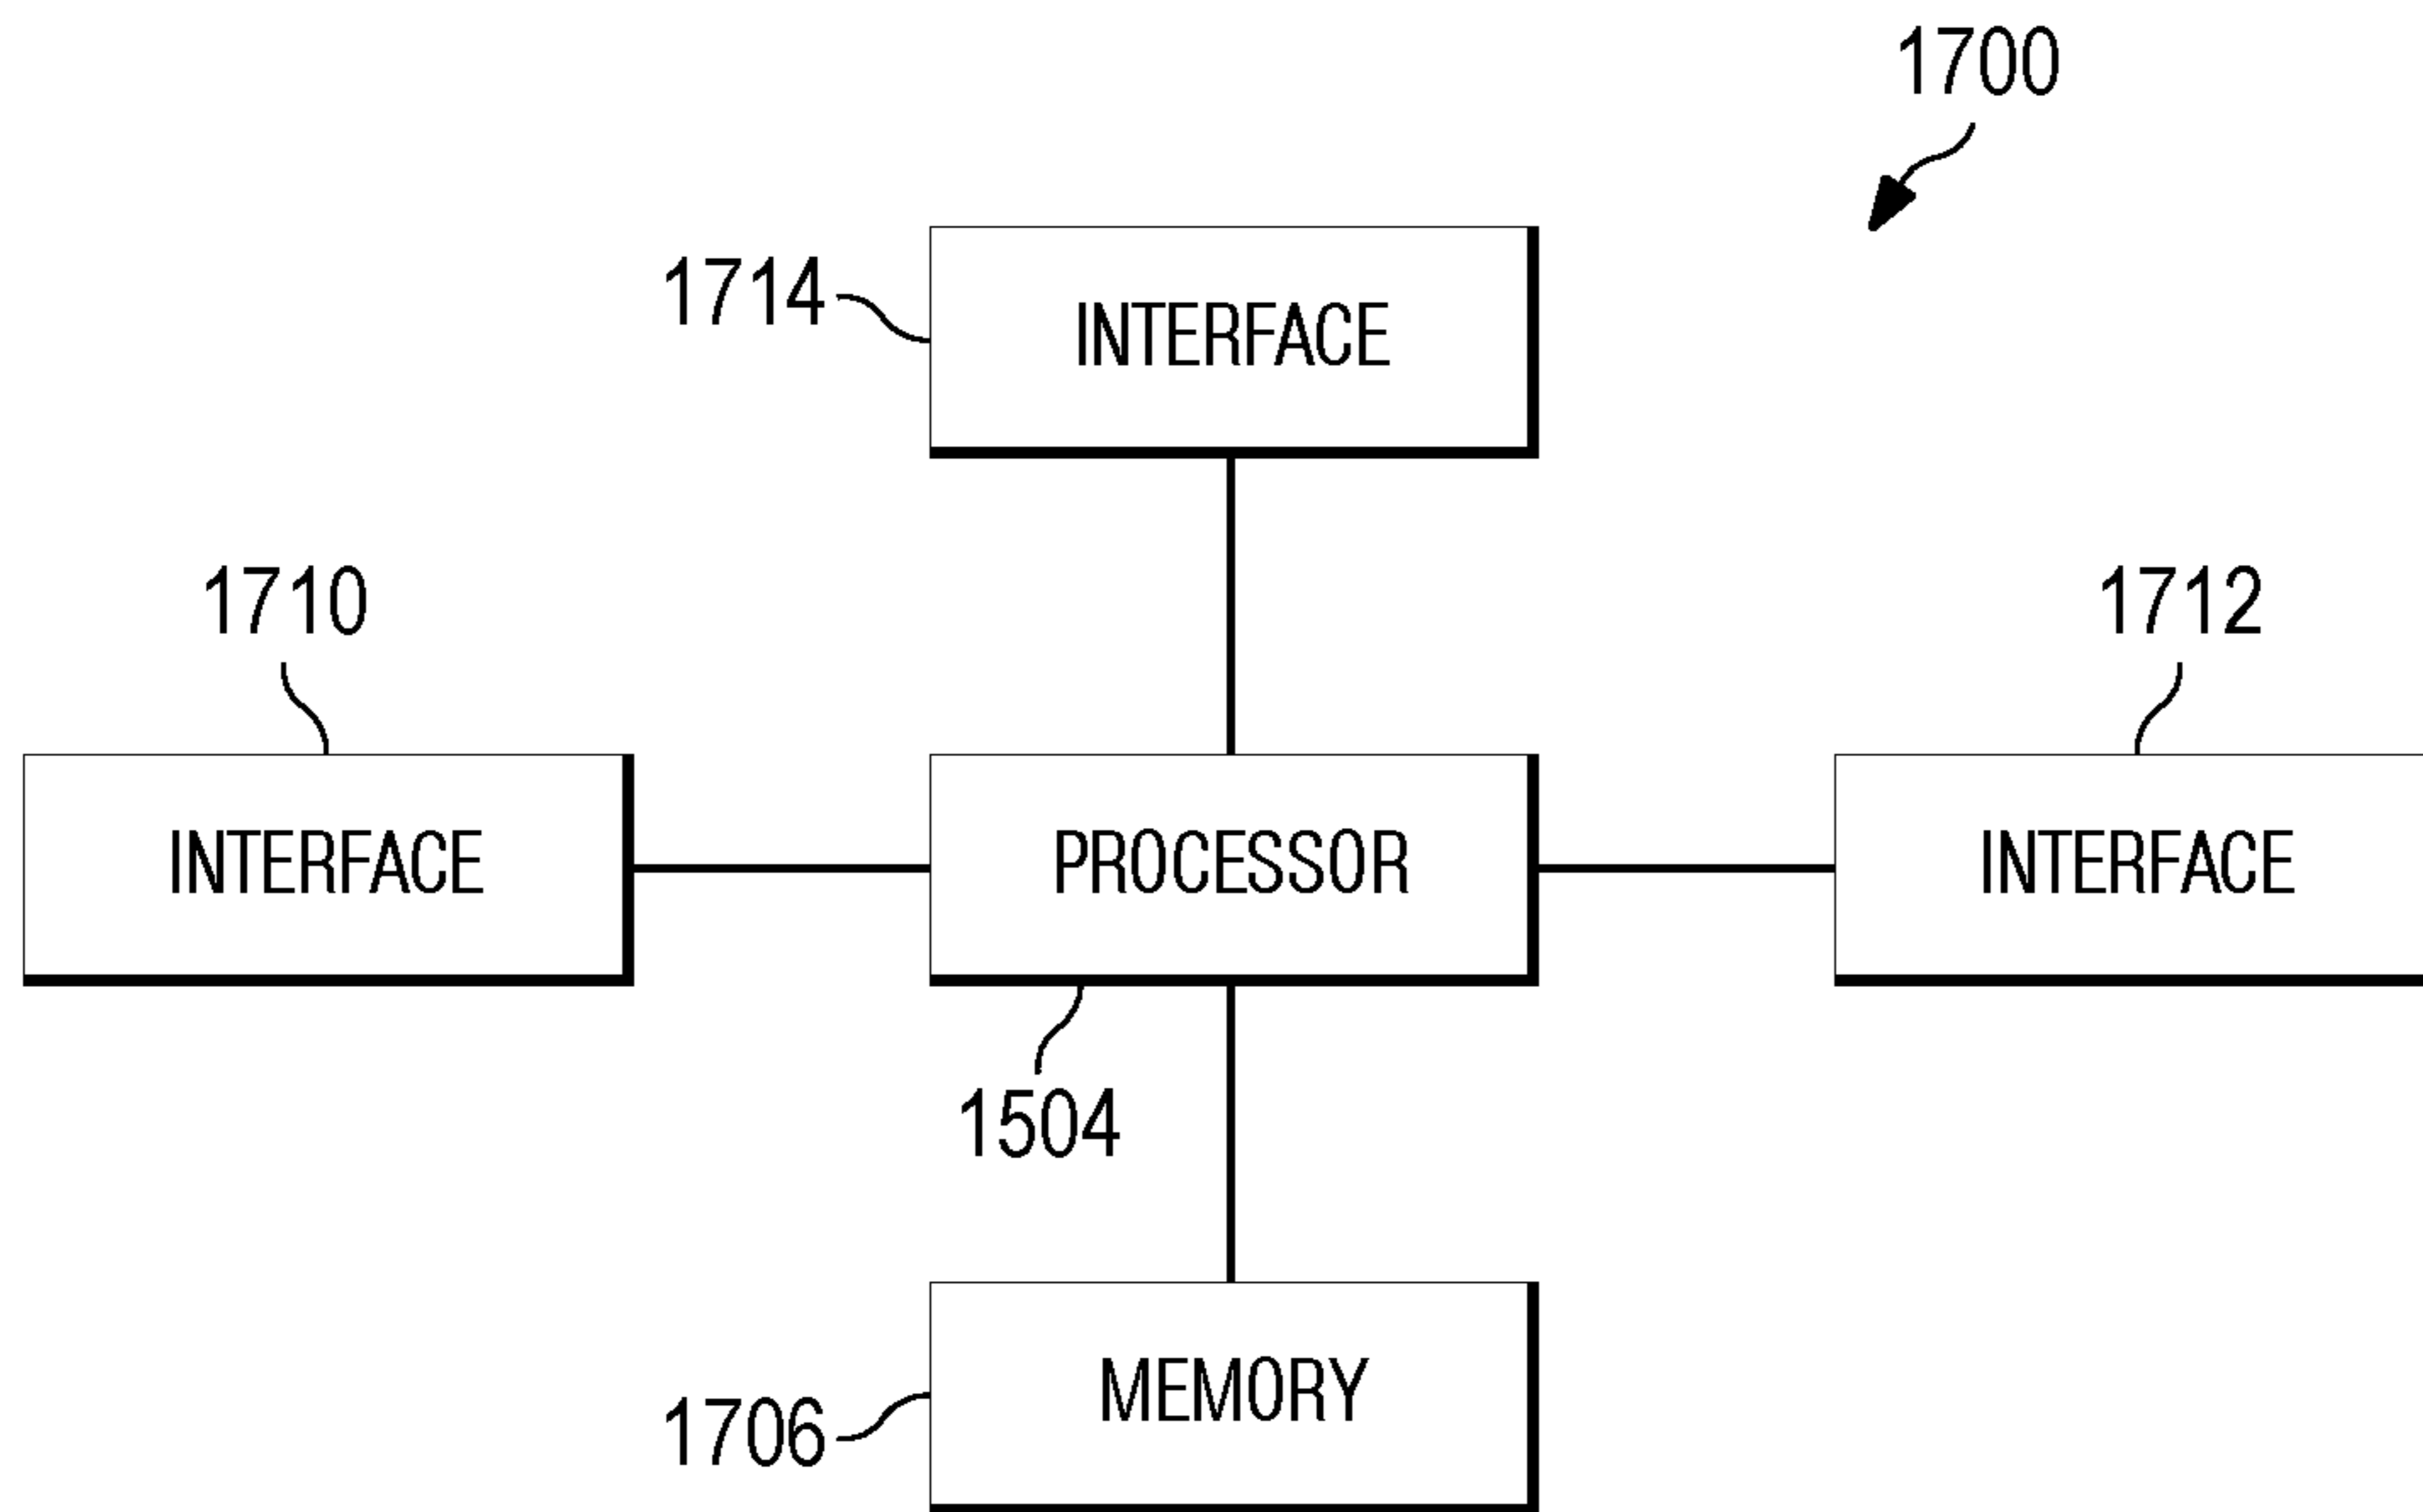 1700
1714
INTERFACE
1710
1712
INTERFACE
PROCESSOR
INTERFACE
1504
1706
MEMORY